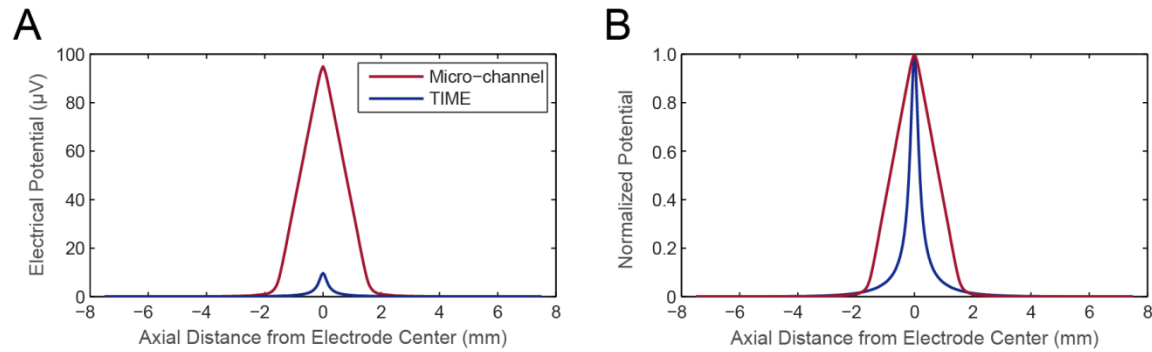 A
B
Electrical Potential (µV)
100
80
60
40
20
0
Micro−channel
TIME
−8 −6 −4 −2 0 2 4 6 8
Axial Distance from Electrode Center (mm)
Normalized Potential
1.0
0.8
0.6
0.4
0.2
0
−8 −6 −4 −2 0 2 4 6 8
Axial Distance from Electrode Center (mm)